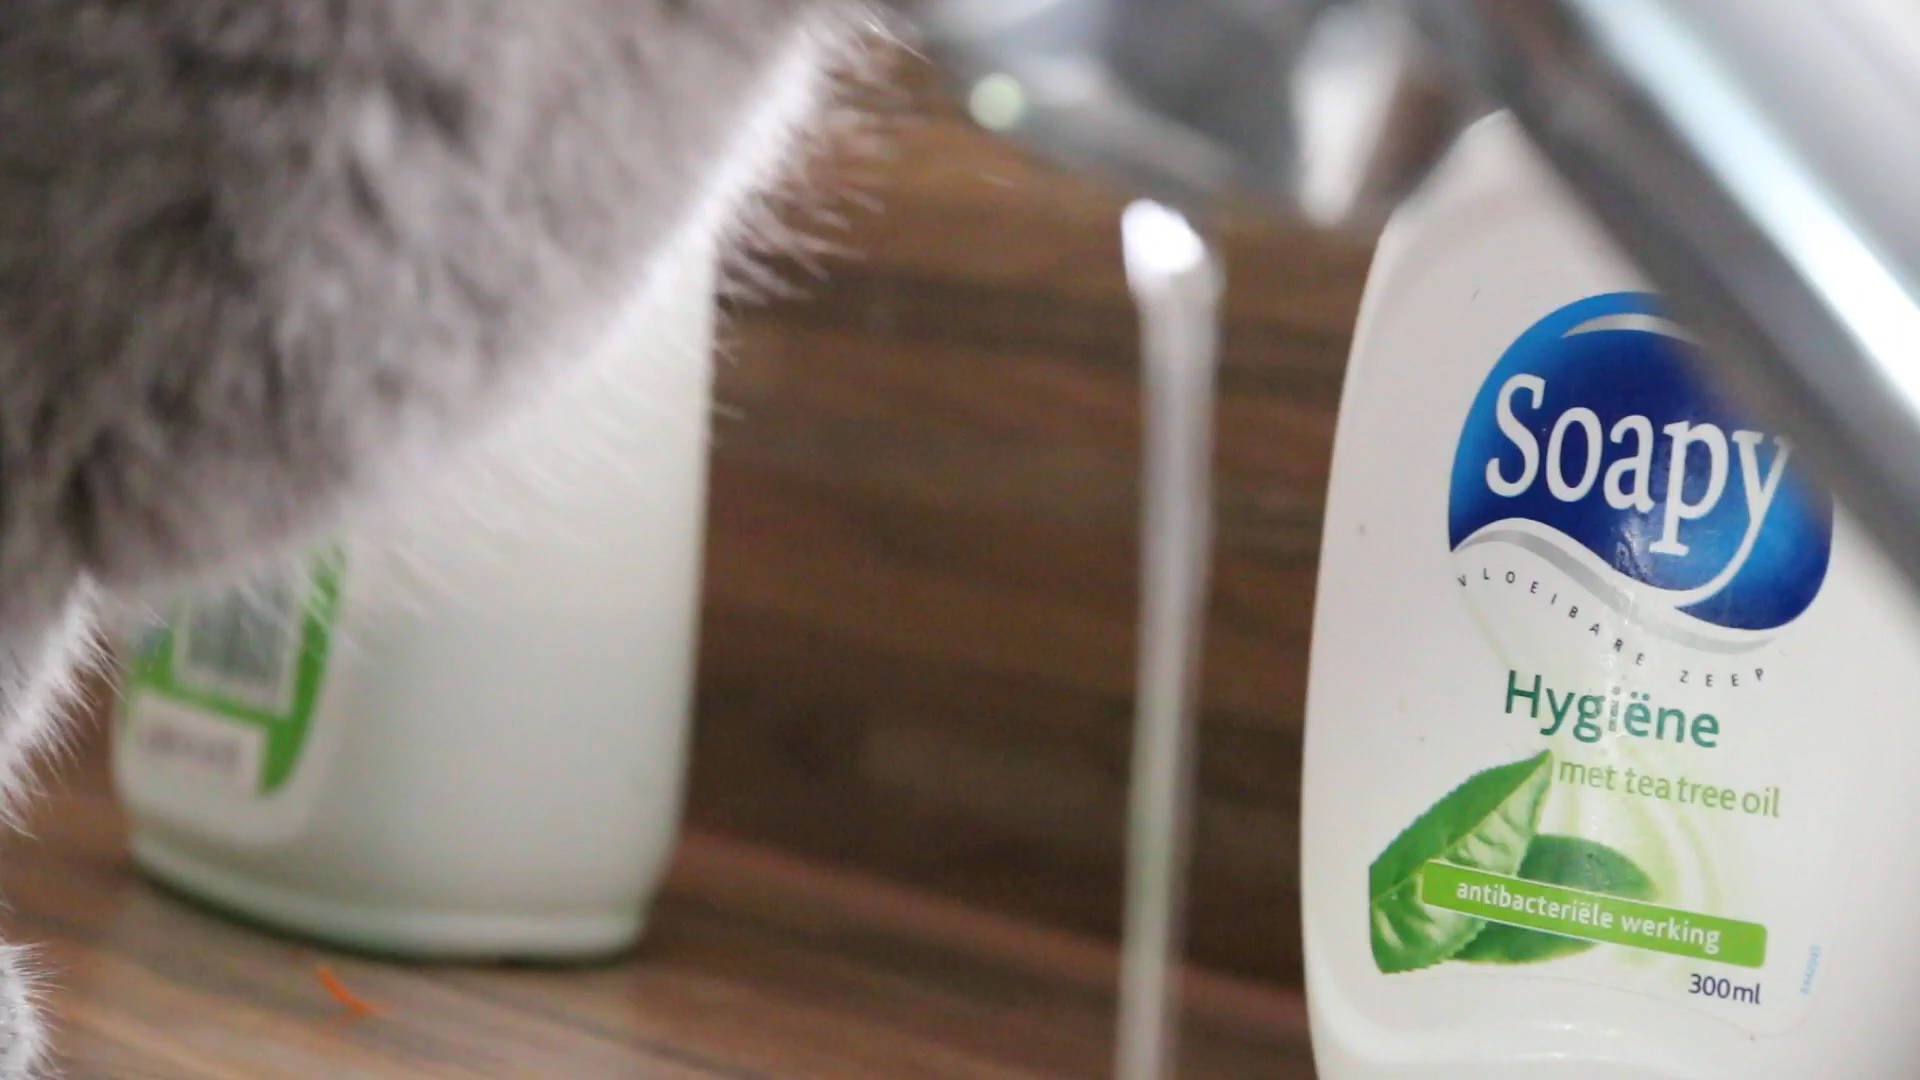 Soapy
VLOEIBARE ZEEP
Hygiëne
met tea tree oil
antibacteriële werking
300ml